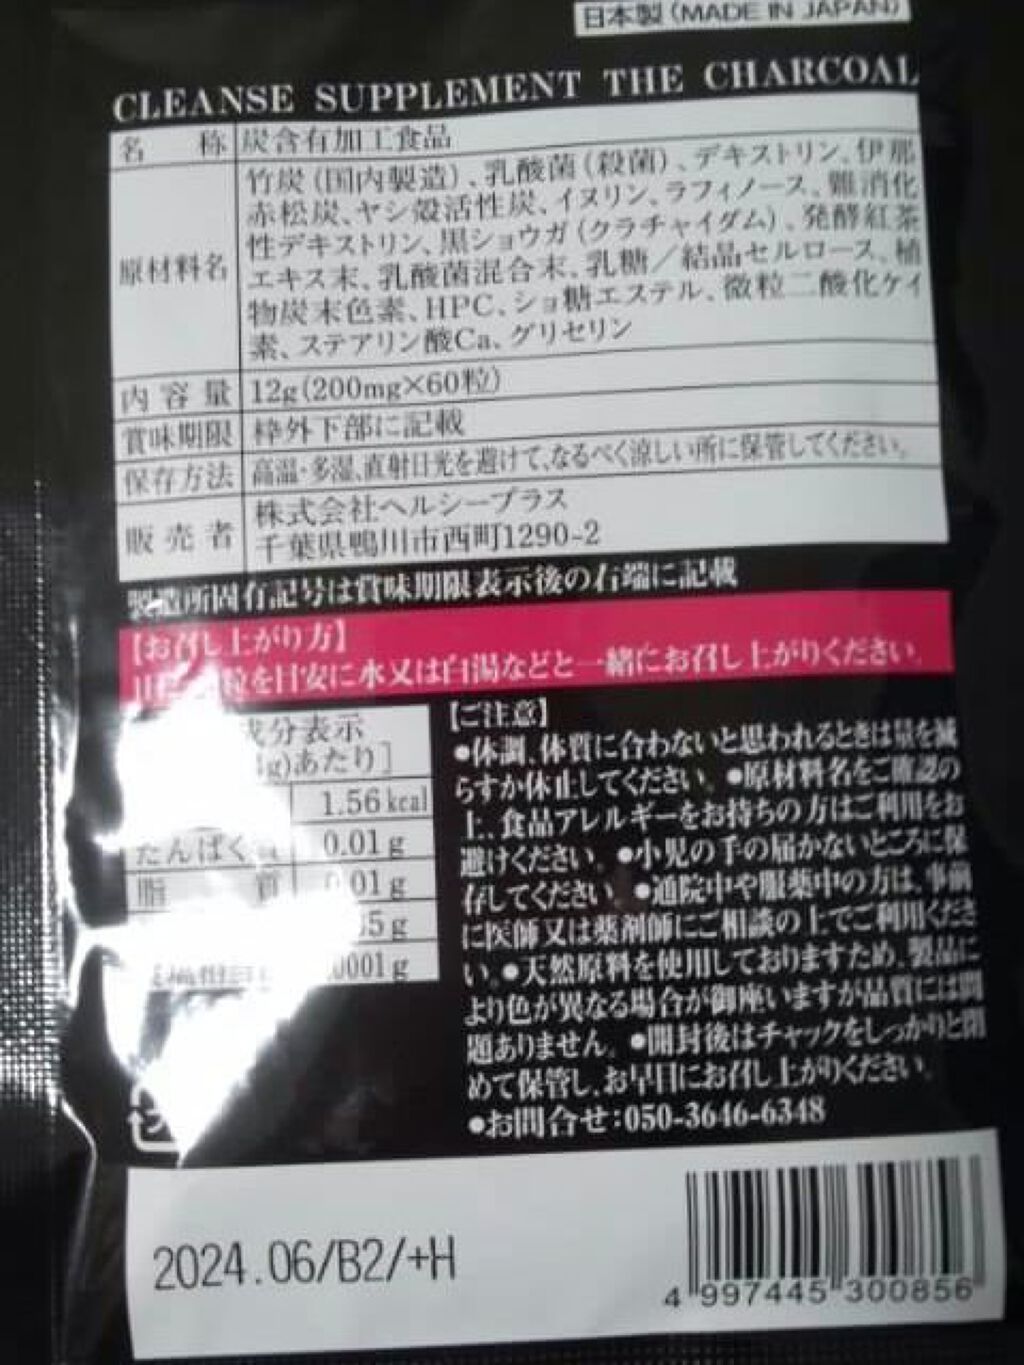 日本製(MADE IN JAPAN)
CLEANSE SUPPLEMENT THE CHARCOAL
名 称 炭含有加工食品
原材料名
竹炭(国内製造)、乳酸菌(殺菌)、デキストリン、伊那
赤松炭、ヤシ殻活性炭、イヌリン、ラフィノース、難消化
性デキストリン、黒ショウガ(クラチャイダム)、発酵紅茶
エキス末、乳酸菌混合末、乳糖/結晶セルロース、植
物炭末色素、HPC、ショ糖エステル、微粒二酸化ケイ
素、ステアリン酸Ca、グリセリン
内容量 12g(200mg×60粒)
賞味期限 枠外下部に記載
保存方法 高温・多湿、直射日光を避けて、なるべく涼しい所に保管してください。
販売者 株式会社ヘルシープラス
千葉県鴨川市西町1290-2
製造所固有記号は賞味期限表示後の右端に記載
【お召し上がり方】
粒を目安に水又は白湯などと一緒にお召し上がりください。
成分表示
g)あたり]
1.56kcal
たんぱく質 0.01g
脂質 0.01g
35g
0001g
【ご注意】
●体調、体質に合わないと思われるときは量を減
らすか休止してください。●原材料名をご確認の
上、食品アレルギーをお持ちの方はご利用をお
避けください。●小児の手の届かないところに保
存してください。●通院中や服薬中の方は、事前
に医師又は薬剤師にご相談の上でご利用くださ
い。●天然原料を使用しておりますため、製品に
より色が異なる場合が御座いますが品質には問
題ありません。●開封後はチャックをしっかりと閉
めて保管し、お早目にお召し上がりください。
●お問合せ:050-3646-6348
2024.06/B2/+H
4 997445 300856